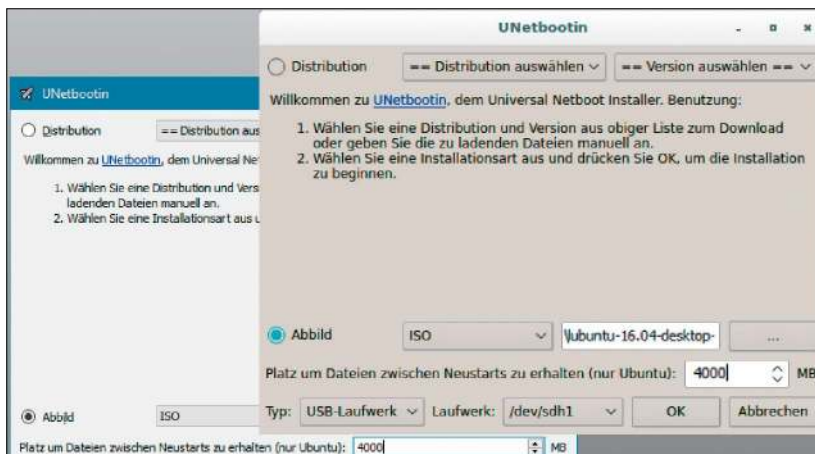 UNetbootin
Distribution
== Distribution auswählen
== Version auswählen ==
Willkommen zu UNetbootin, dem Universal Netboot Installer. Benutzung:
1. Wählen Sie eine Distribution und Version aus obiger Liste zum Download
oder geben Sie die zu ladenden Dateien manuell an.
2. Wählen Sie eine Installationsart aus und drücken Sie OK, um die Installation
zu beginnen.
Abbild
ISO
\lubuntu-16.04-desktop-
...
Platz um Dateien zwischen Neustarts zu erhalten (nur Ubuntu):
4000
MB
Typ:
USB-Laufwerk
Laufwerk:
/dev/sdh1
OK
Abbrechen
UNetbootin
Distribution
== Distribution aus
Willkommen zu UNetbootin, dem Universal Ne
1. Wählen Sie eine Distribution und Vers
ladenden Dateien manuell an.
2. Wählen Sie eine Installationsart aus u
Abbild
ISO
Platz um Dateien zwischen Neustarts zu erhalten (nur Ubuntu):
4000
MB